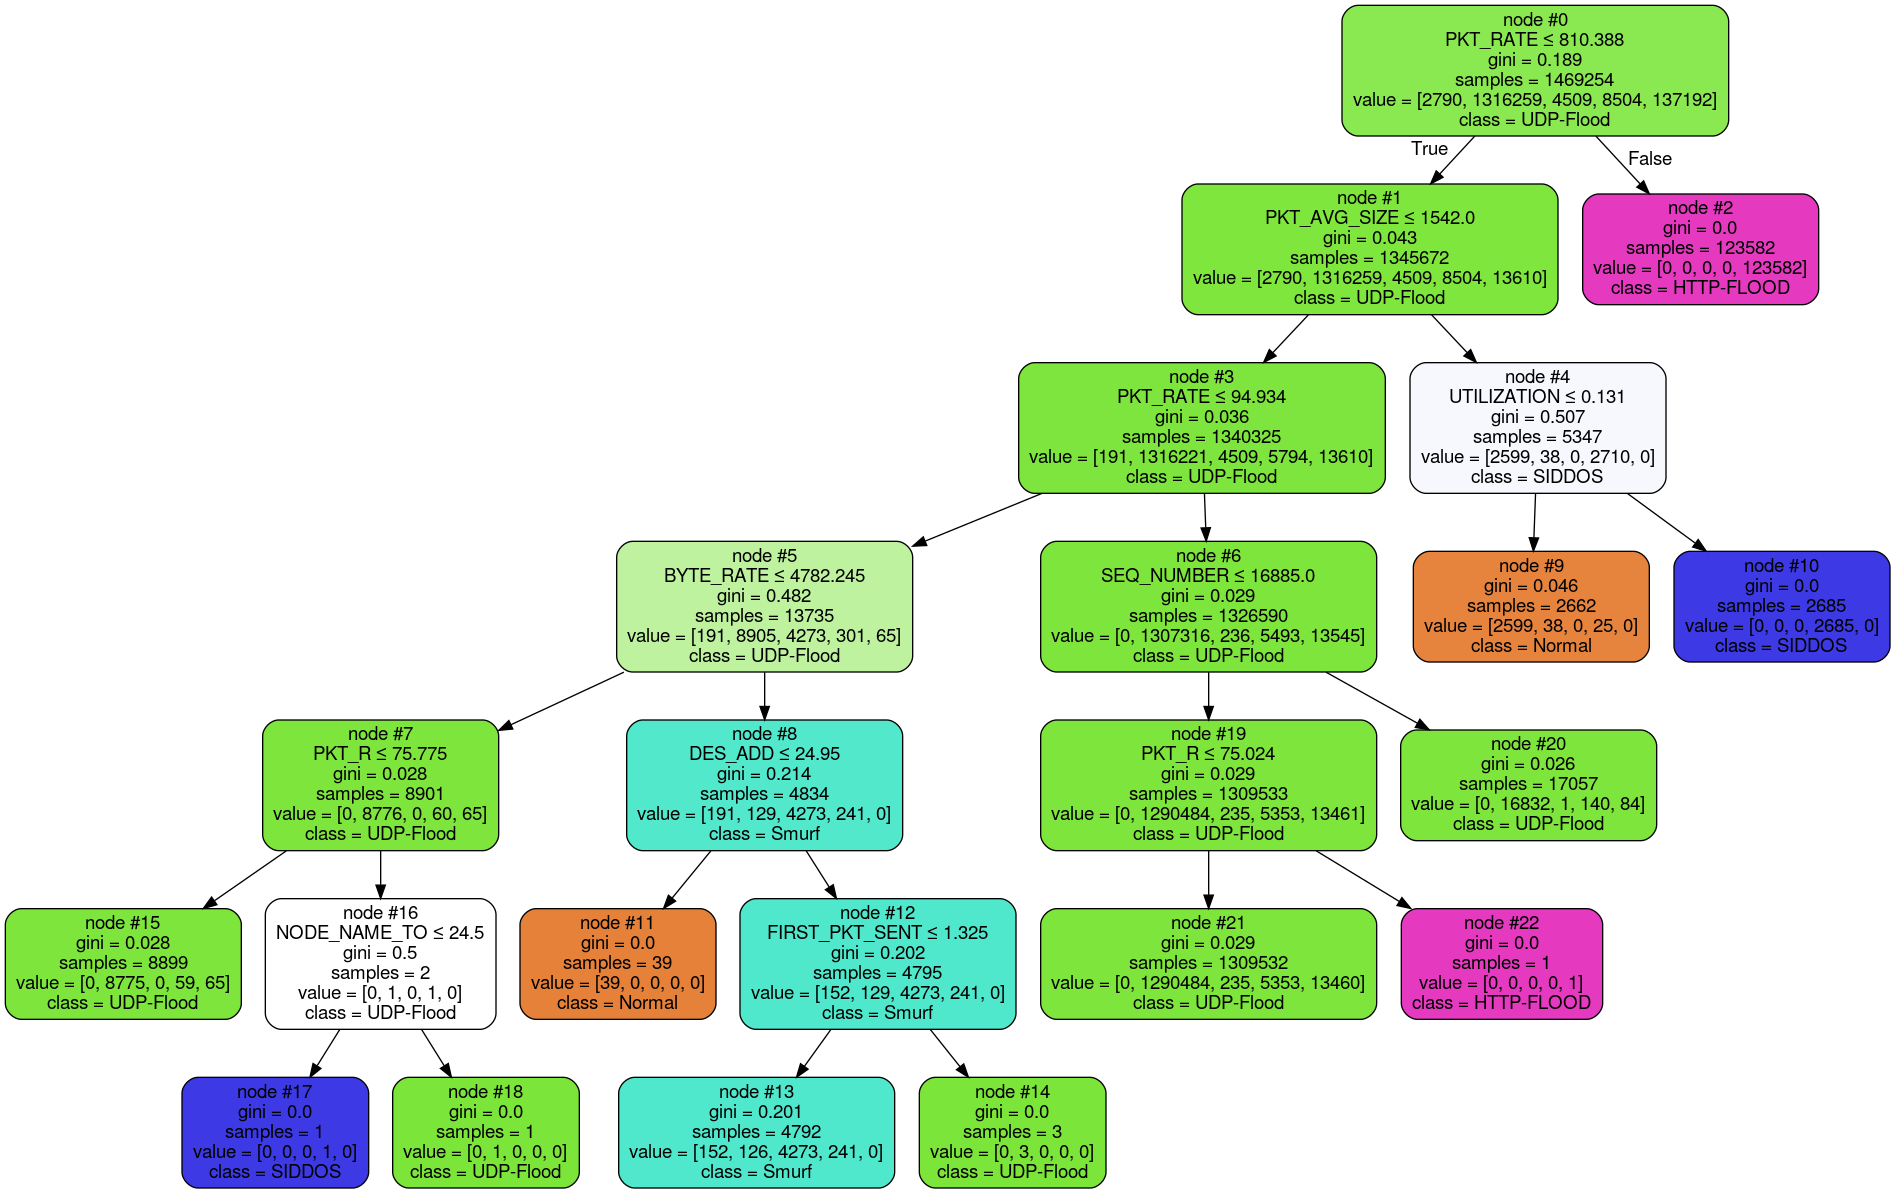 node #0
PKT_RATE ≤ 810.388
gini = 0.189
samples = 1469254
value = [2790, 1316259, 4509, 8504, 137192]
class = UDP-Flood
True
False
node #1
PKT_AVG_SIZE ≤ 1542.0
gini = 0.043
samples = 1345672
value = [2790, 1316259, 4509, 8504, 13610]
class = UDP-Flood
node #2
gini = 0.0
samples = 123582
value = [0, 0, 0, 0, 123582]
class = HTTP-FLOOD
node #3
PKT_RATE ≤ 94.934
gini = 0.036
samples = 1340325
value = [191, 1316221, 4509, 5794, 13610]
class = UDP-Flood
node #4
UTILIZATION ≤ 0.131
gini = 0.507
samples = 5347
value = [2599, 38, 0, 2710, 0]
class = SIDDOS
node #5
BYTE_RATE ≤ 4782.245
gini = 0.482
samples = 13735
value = [191, 8905, 4273, 301, 65]
class = UDP-Flood
node #6
SEQ_NUMBER ≤ 16885.0
gini = 0.029
samples = 1326590
value = [0, 1307316, 236, 5493, 13545]
class = UDP-Flood
node #9
gini = 0.046
samples = 2662
value = [2599, 38, 0, 25, 0]
class = Normal
node #10
gini = 0.0
samples = 2685
value = [0, 0, 0, 2685, 0]
class = SIDDOS
node #7
PKT_R ≤ 75.775
gini = 0.028
samples = 8901
value = [0, 8776, 0, 60, 65]
class = UDP-Flood
node #8
DES_ADD ≤ 24.95
gini = 0.214
samples = 4834
value = [191, 129, 4273, 241, 0]
class = Smurf
node #19
PKT_R ≤ 75.024
gini = 0.029
samples = 1309533
value = [0, 1290484, 235, 5353, 13461]
class = UDP-Flood
node #20
gini = 0.026
samples = 17057
value = [0, 16832, 1, 140, 84]
class = UDP-Flood
node #15
gini = 0.028
samples = 8899
value = [0, 8775, 0, 59, 65]
class = UDP-Flood
node #16
NODE_NAME_TO ≤ 24.5
gini = 0.5
samples = 2
value = [0, 1, 0, 1, 0]
class = UDP-Flood
node #11
gini = 0.0
samples = 39
value = [39, 0, 0, 0, 0]
class = Normal
node #12
FIRST_PKT_SENT ≤ 1.325
gini = 0.202
samples = 4795
value = [152, 129, 4273, 241, 0]
class = Smurf
node #21
gini = 0.029
samples = 1309532
value = [0, 1290484, 235, 5353, 13460]
class = UDP-Flood
node #22
gini = 0.0
samples = 1
value = [0, 0, 0, 0, 1]
class = HTTP-FLOOD
node #17
gini = 0.0
samples = 1
value = [0, 0, 0, 1, 0]
class = SIDDOS
node #18
gini = 0.0
samples = 1
value = [0, 1, 0, 0, 0]
class = UDP-Flood
node #13
gini = 0.201
samples = 4792
value = [152, 126, 4273, 241, 0]
class = Smurf
node #14
gini = 0.0
samples = 3
value = [0, 3, 0, 0, 0]
class = UDP-Flood